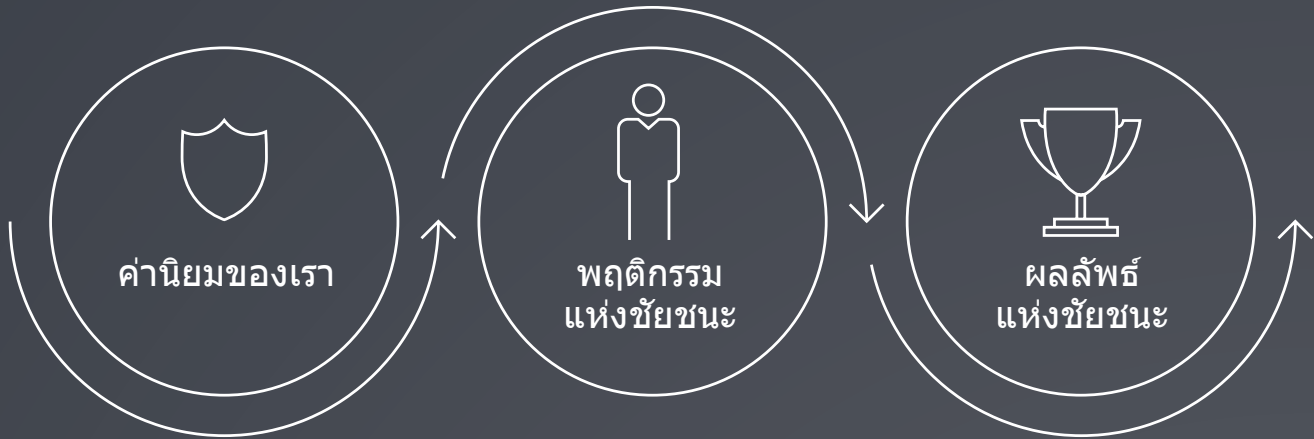 ค่านิยมของเรา
พฤติกรรม
แห่งชัยชนะ
ผลลัพธ์
แห่งชัยชนะ